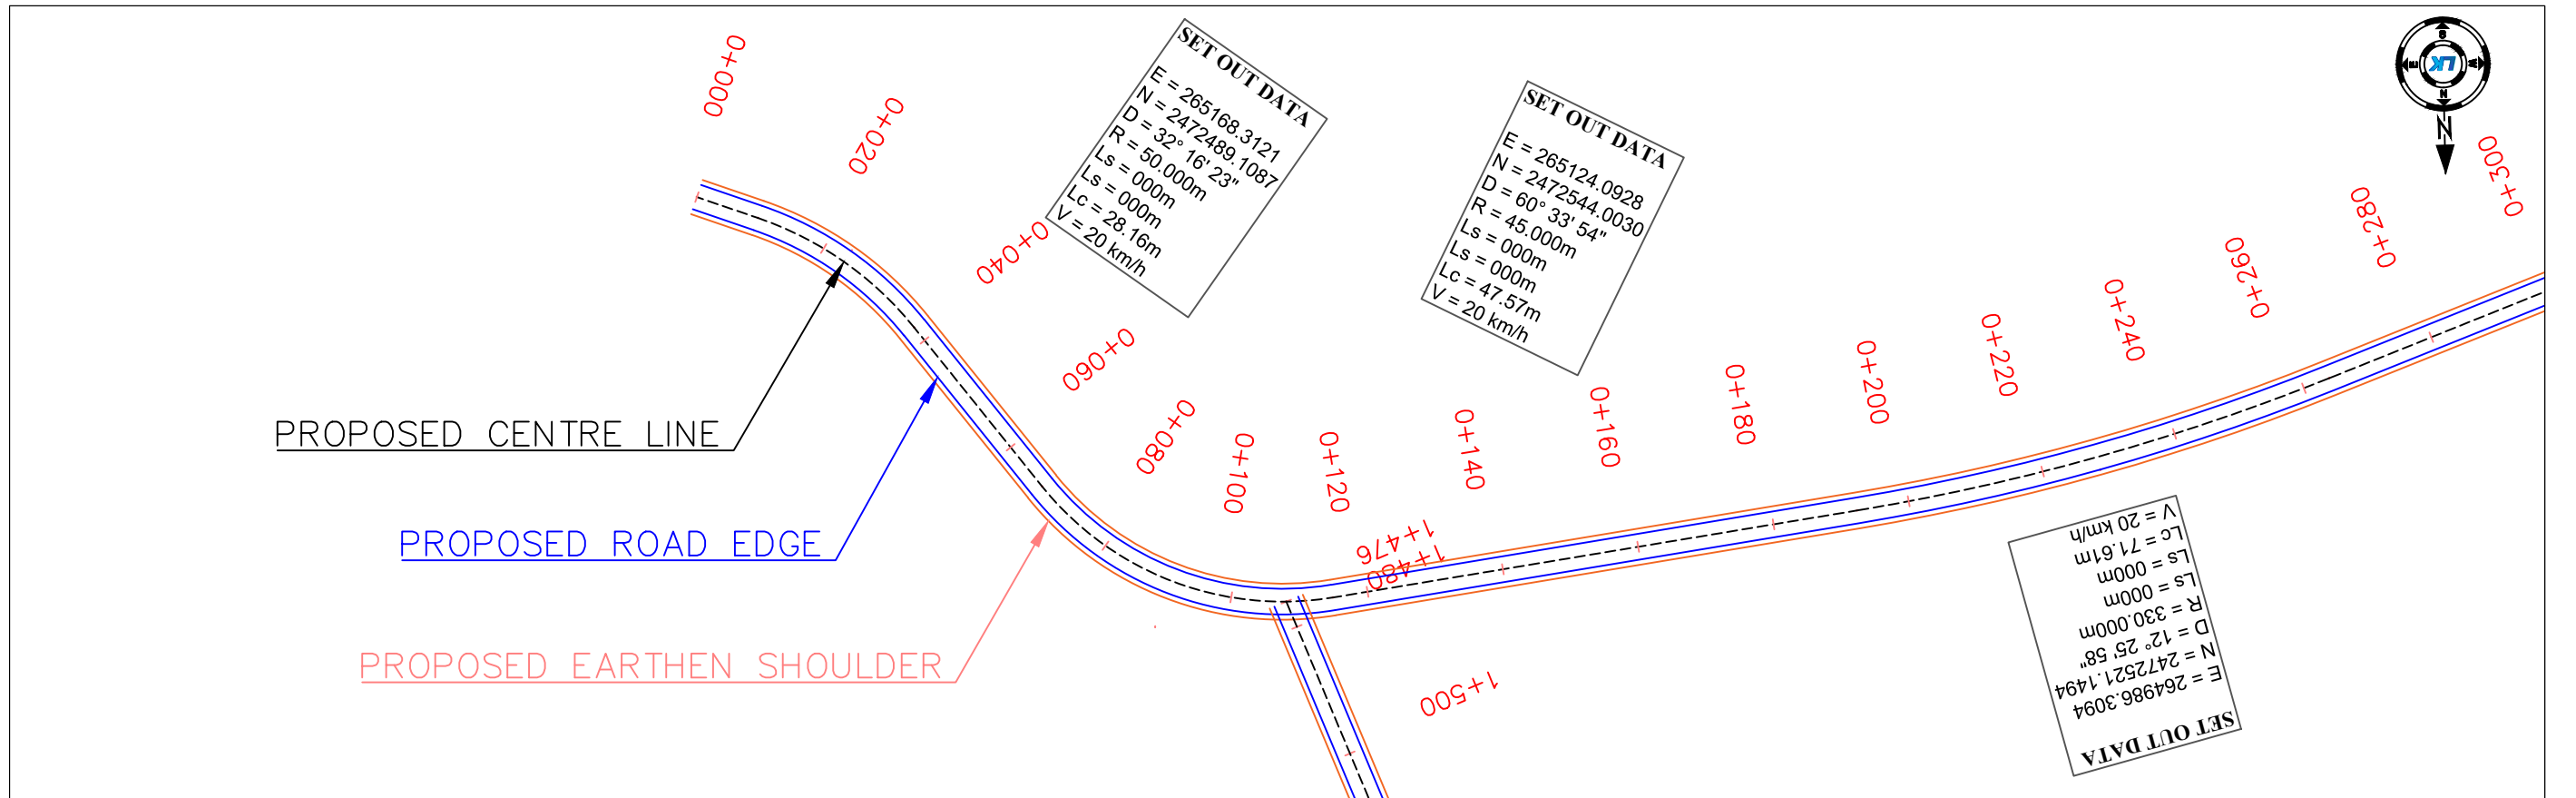 0+000
0+020
0+040
0+060
0+080
0+100
0+120
0+140
0+160
0+180
0+200
0+220
0+240
0+260
0+280
0+300
1+476
1+480
1+500
SET OUT DATA
E = 265168.3121
N = 2472489.1087
D = 32° 16' 23"
R = 50.000m
Ls = 000m
Ls = 000m
Lc = 28.16m
V = 20 km/h
SET OUT DATA
E = 265124.0928
N = 2472544.0030
D = 60° 33' 54"
R = 45.000m
Ls = 000m
Ls = 000m
Lc = 47.57m
V = 20 km/h
SET OUT DATA
E = 264986.3094
N = 2472521.1494
D = 12° 25' 58"
R = 330.000m
Ls = 000m
Ls = 000m
Lc = 71.61m
V = 20 km/h
PROPOSED CENTRE LINE
PROPOSED ROAD EDGE
PROPOSED EARTHEN SHOULDER
S
E
LK
W
N
N